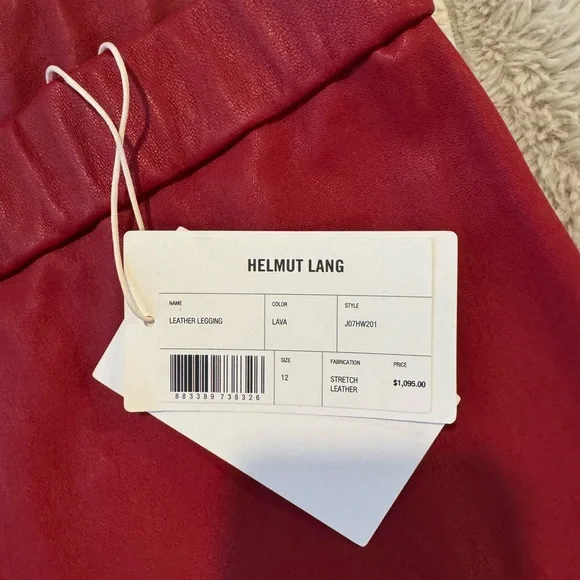 HELMUT LANG
NAME
LEATHER LEGGING
COLOR
LAVA
STYLE
J07HW201
883389738326
SIZE
12
FABRICATION
STRETCH
LEATHER
PRICE
$1,095.00